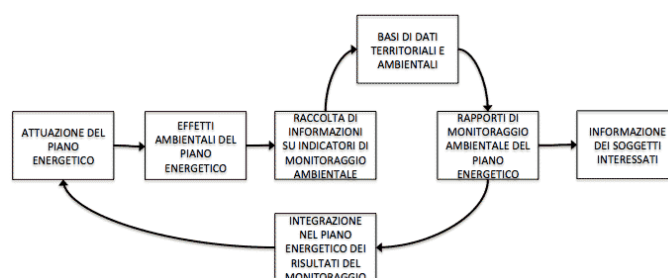 BASI DI DATI
TERRITORIALI E
AMBIENTALI
ATTUAZIONE DEL
PIANO
ENERGETICO
EFFETTI
AMBIENTALI DEL
PIANO
ENERGETICO
RACCOLTA DI
INFORMAZIONI
SU INDICATORI DI
MONITORAGGIO
AMBIENTALE
RAPPORTI DI
MONITORAGGIO
AMBIENTALE DEL
PIANO
ENERGETICO
INFORMAZIONE
DEI SOGGETTI
INTERESSATI
INTEGRAZIONE
NEL PIANO
ENERGETICO DEI
RISULTATI DEL
MONITORAGGIO